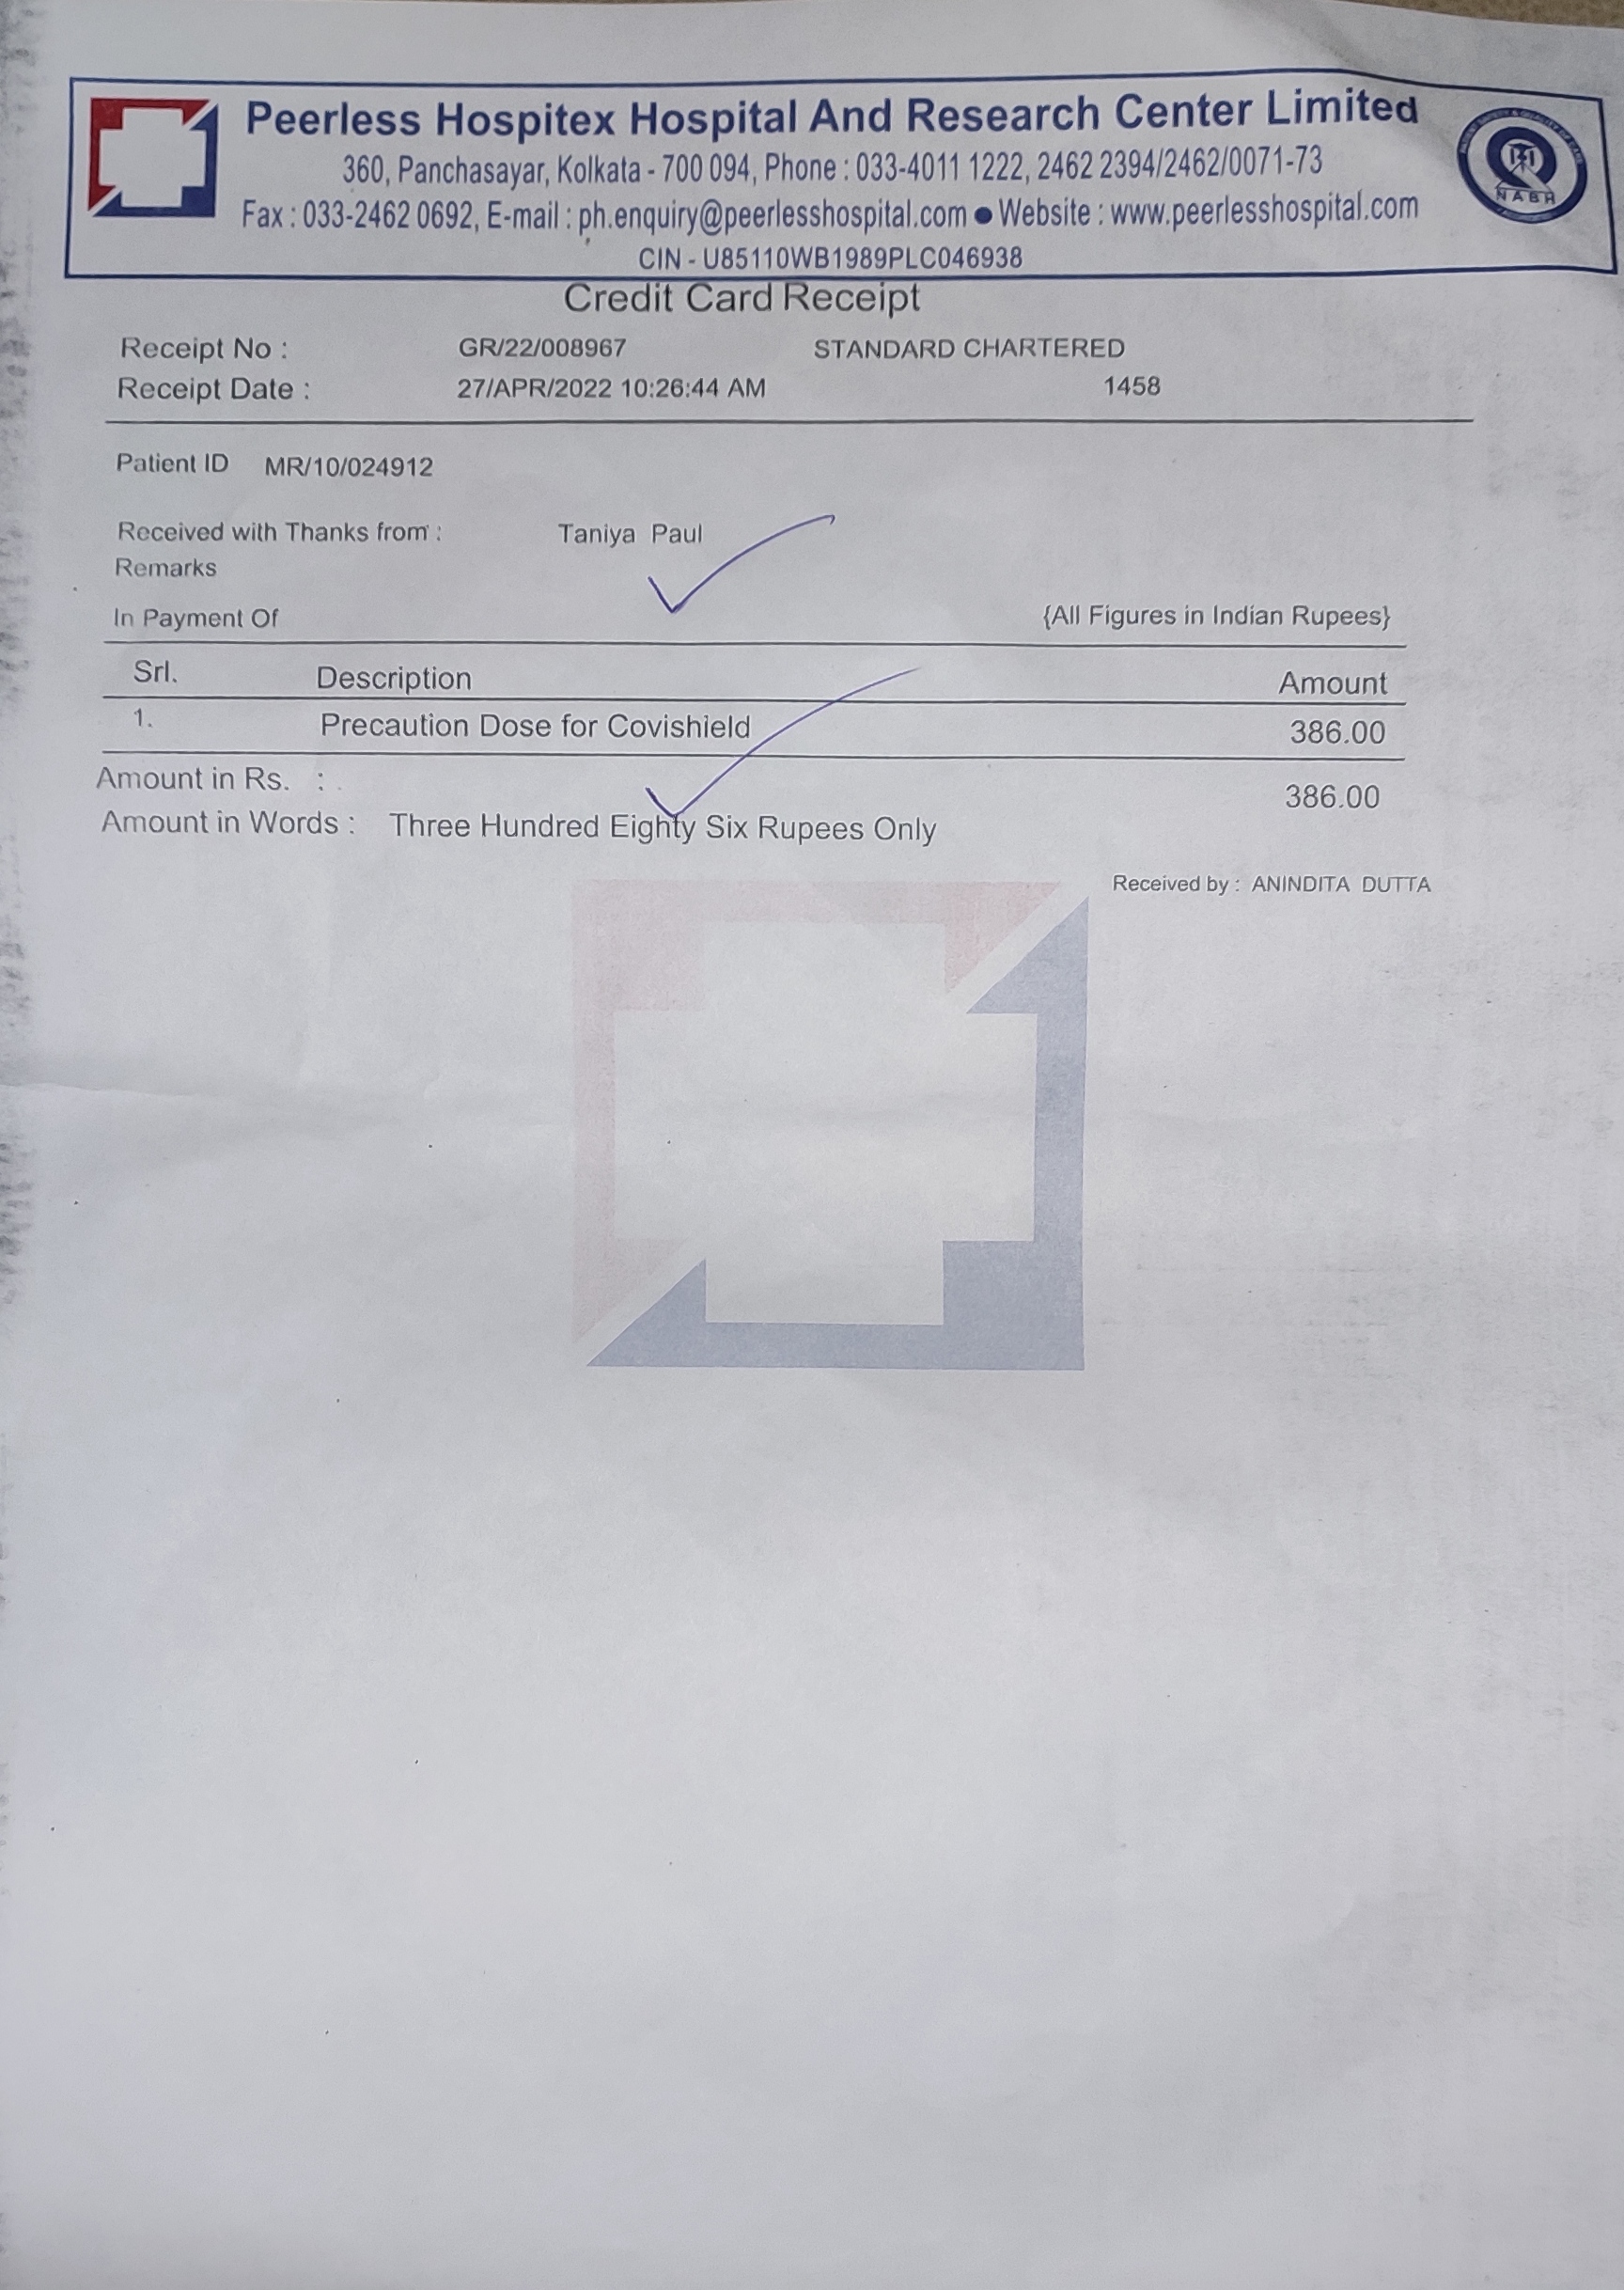 Peerless Hospitex Hospital And Research Center Limited
360, Panchasayar, Kolkata - 700 094, Phone : 033-4011 1222, 2462 2394/2462/0071-73
Fax : 033-2462 0692, E-mail : ph.enquiry@peerlesshospital.com ● Website : www.peerlesshospital.com
CIN - U85110WB1989PLC046938
NABH
Credit Card Receipt
Receipt No : GR/22/008967 STANDARD CHARTERED
Receipt Date : 27/APR/2022 10:26:44 AM 1458
Patient ID MR/10/024912
Received with Thanks from : Taniya Paul
Remarks
In Payment Of {All Figures in Indian Rupees}
Srl. Description Amount
1. Precaution Dose for Covishield 386.00
Amount in Rs. : 386.00
Amount in Words : Three Hundred Eighty Six Rupees Only
Received by : ANINDITA DUTTA